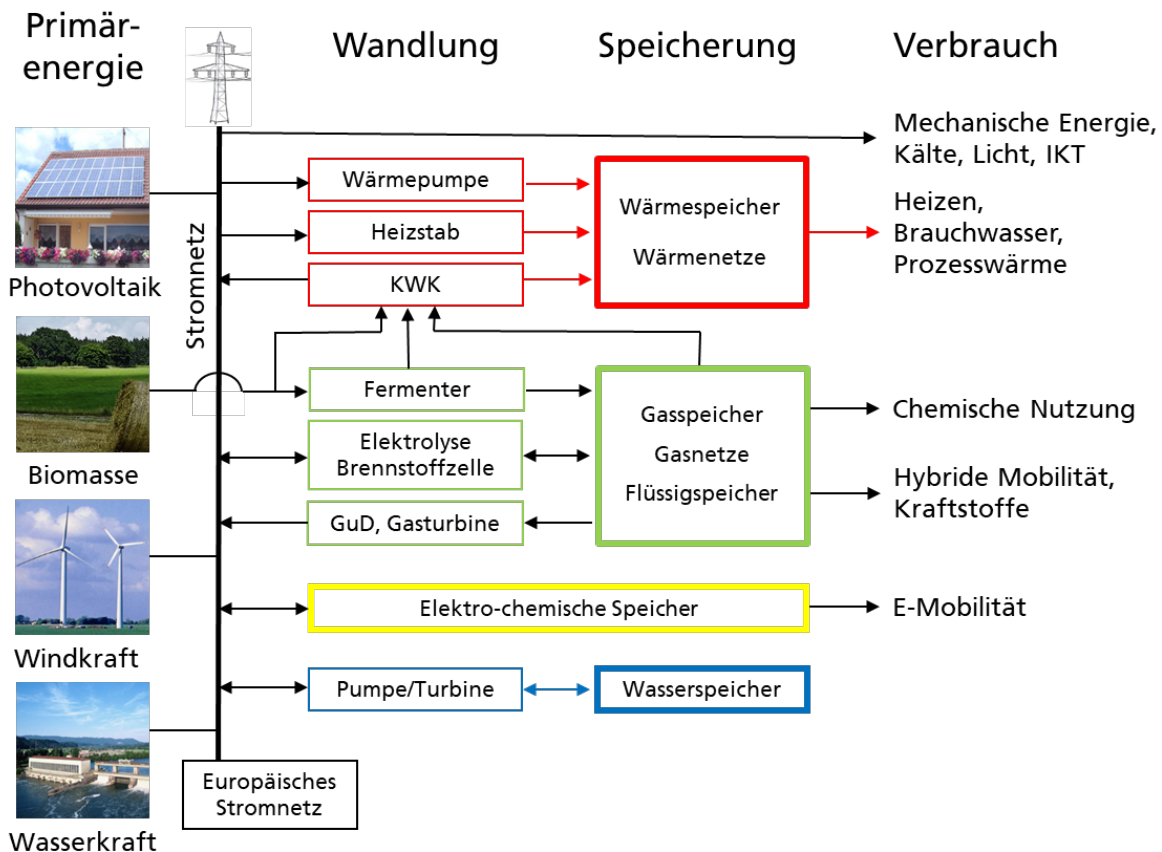 Primär-
energie
Wandlung
Speicherung
Verbrauch
Photovoltaik
Biomasse
Windkraft
Wasserkraft
Stromnetz
Europäisches
Stromnetz
Wärmepumpe
Heizstab
KWK
Fermenter
Elektrolyse
Brennstoffzelle
GuD, Gasturbine
Elektro-chemische Speicher
Pumpe/Turbine
Wärmespeicher
Wärmenetze
Gasspeicher
Gasnetze
Flüssigspeicher
Wasserspeicher
Mechanische Energie,
Kälte, Licht, IKT
Heizen,
Brauchwasser,
Prozesswärme
Chemische Nutzung
Hybride Mobilität,
Kraftstoffe
E-Mobilität